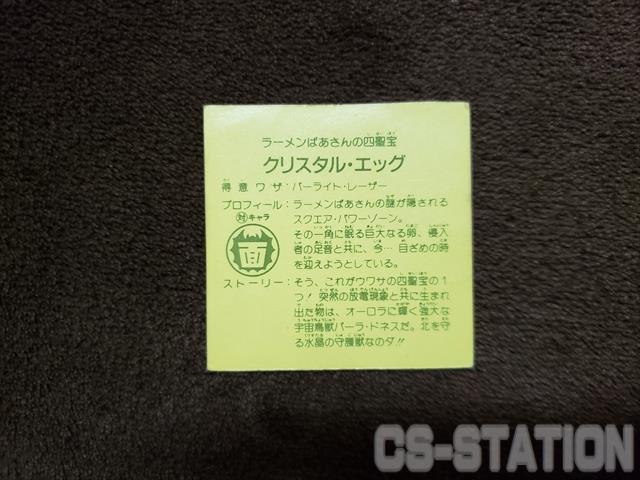 ラーメンばあさんの四聖宝
クリスタル・エッグ
得意ワザ：パーライト・レーザー
プロフィール：ラーメンばあさんの謎が隠される
スクエア・パワーゾーン。
対キャラ
面
その一角に眠る巨大なる卵、侵入
者の足音と共に、今…目ざめの時
を迎えようとしている。
ストーリー：そう、これがウワサの四聖宝の1
つ！突然の放電現象と共に生まれ
出た物は、オーロラに輝く強大な
宇宙鳥獣パーラ・ドネスだ。北を守
る水晶の守護獣なのダ!!
CS-STATION